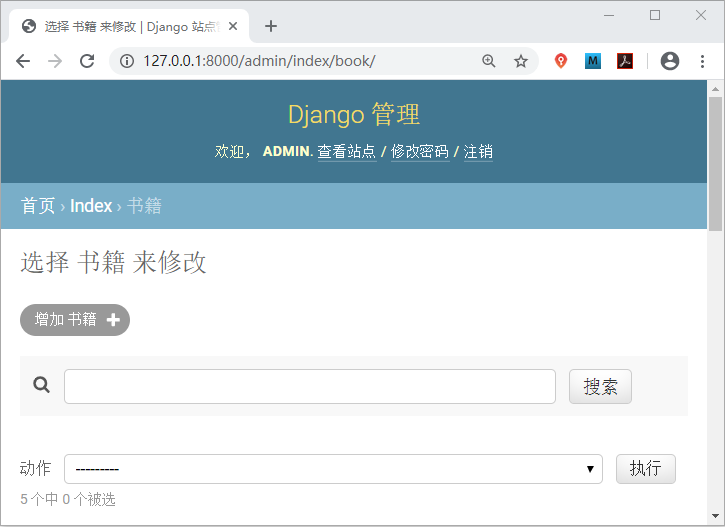 选择 书籍 来修改 | Django 站点
127.0.0.1:8000/admin/index/book/
Django 管理
欢迎， ADMIN. 查看站点 / 修改密码 / 注销
首页 › Index › 书籍
选择 书籍 来修改
增加 书籍
搜索
动作 --------- 执行
5 个中 0 个被选